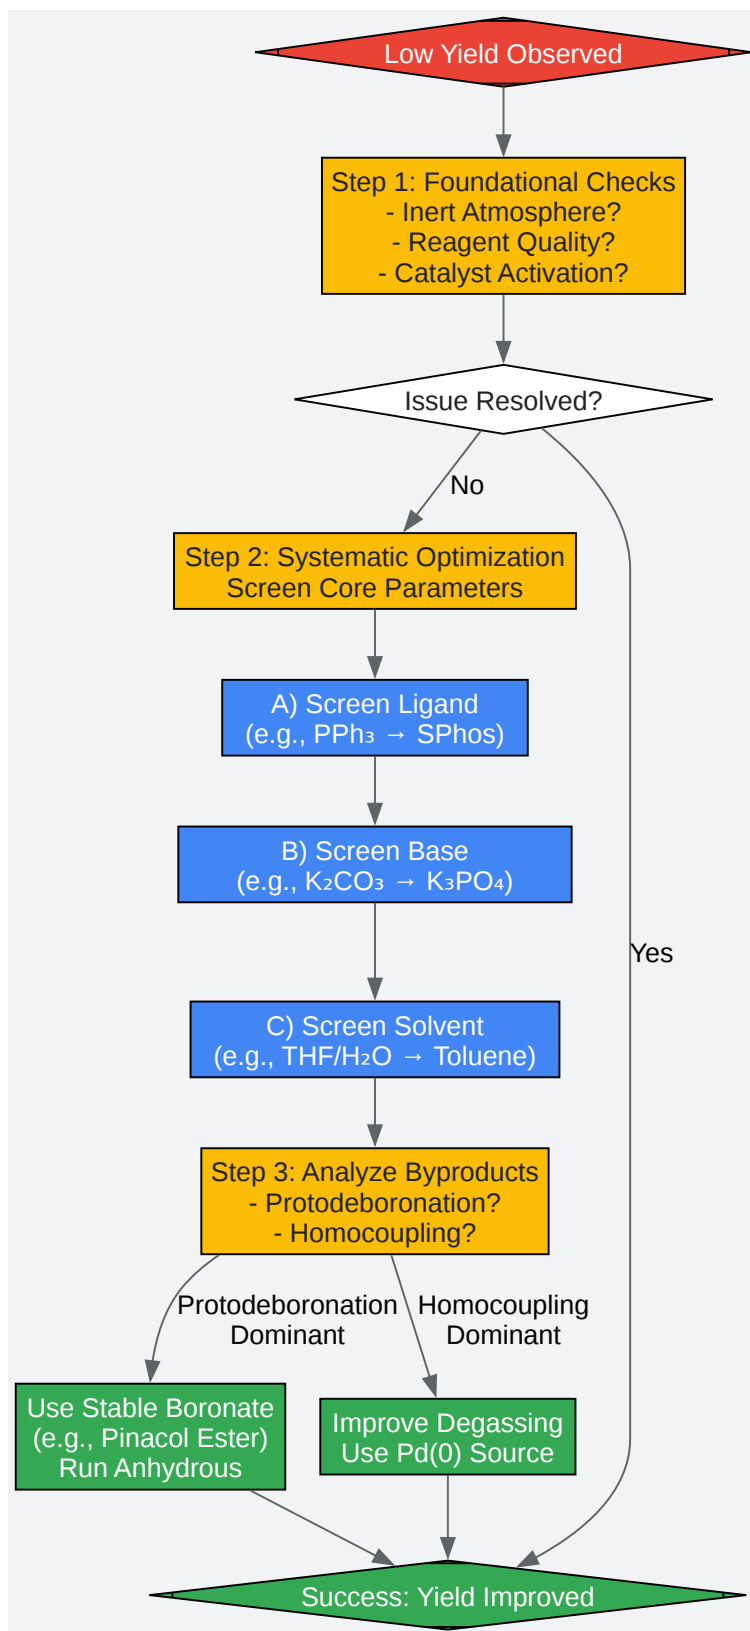 Low Yield Observed
Step 1: Foundational Checks
- Inert Atmosphere?
- Reagent Quality?
- Catalyst Activation?
Issue Resolved?
No
Step 2: Systematic Optimization
Screen Core Parameters
A) Screen Ligand
(e.g., PPh₃ → SPhos)
B) Screen Base
(e.g., K₂CO₃ → K₃PO₄)
Yes
C) Screen Solvent
(e.g., THF/H₂O → Toluene)
Step 3: Analyze Byproducts
- Protodeboronation?
- Homocoupling?
Protodeboronation
Dominant
Homocoupling
Dominant
Use Stable Boronate
(e.g., Pinacol Ester)
Run Anhydrous
Improve Degassing
Use Pd(0) Source
Success: Yield Improved